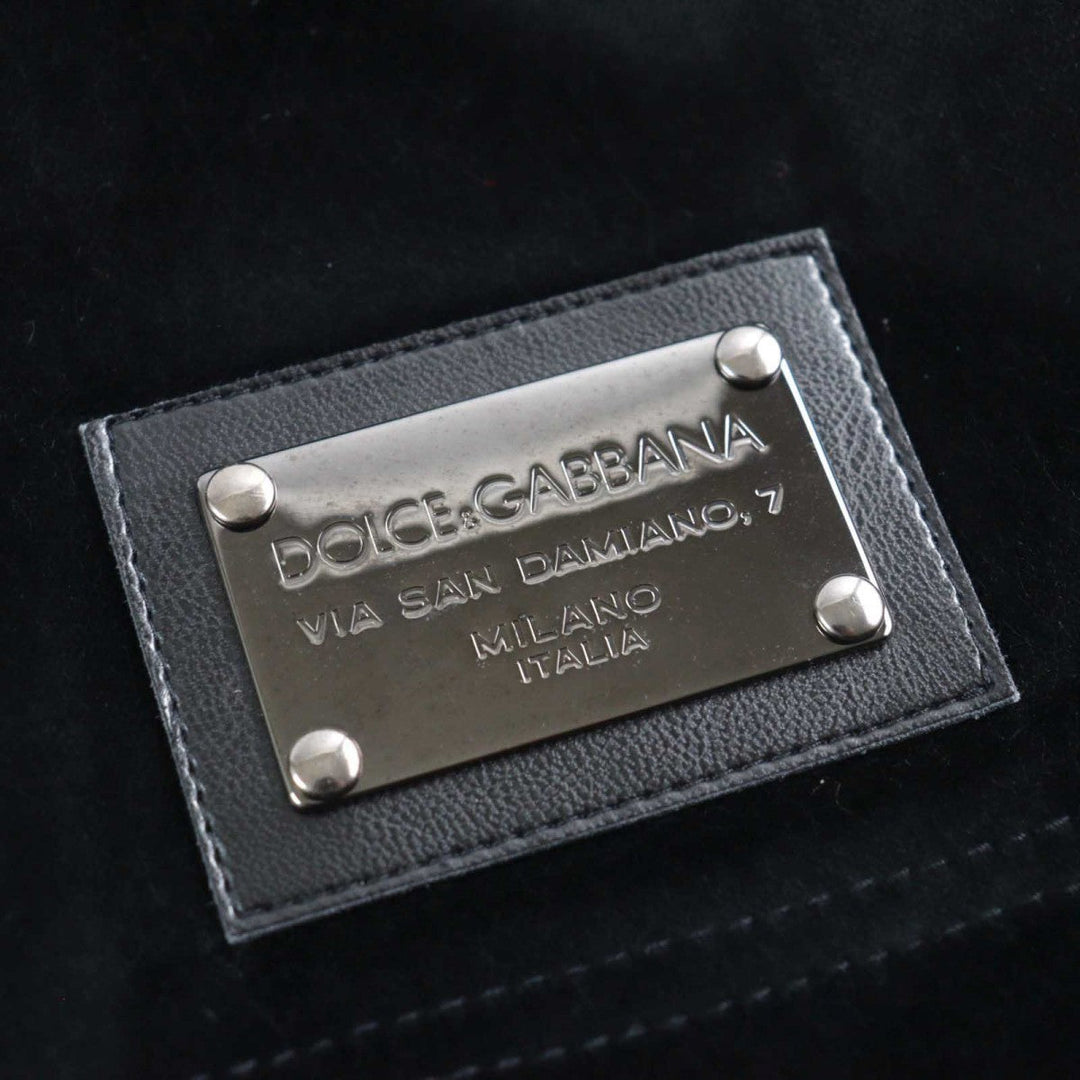 DOLCE&GABBANA
VIA SAN DAMIANO, 7
MILANO
ITALIA